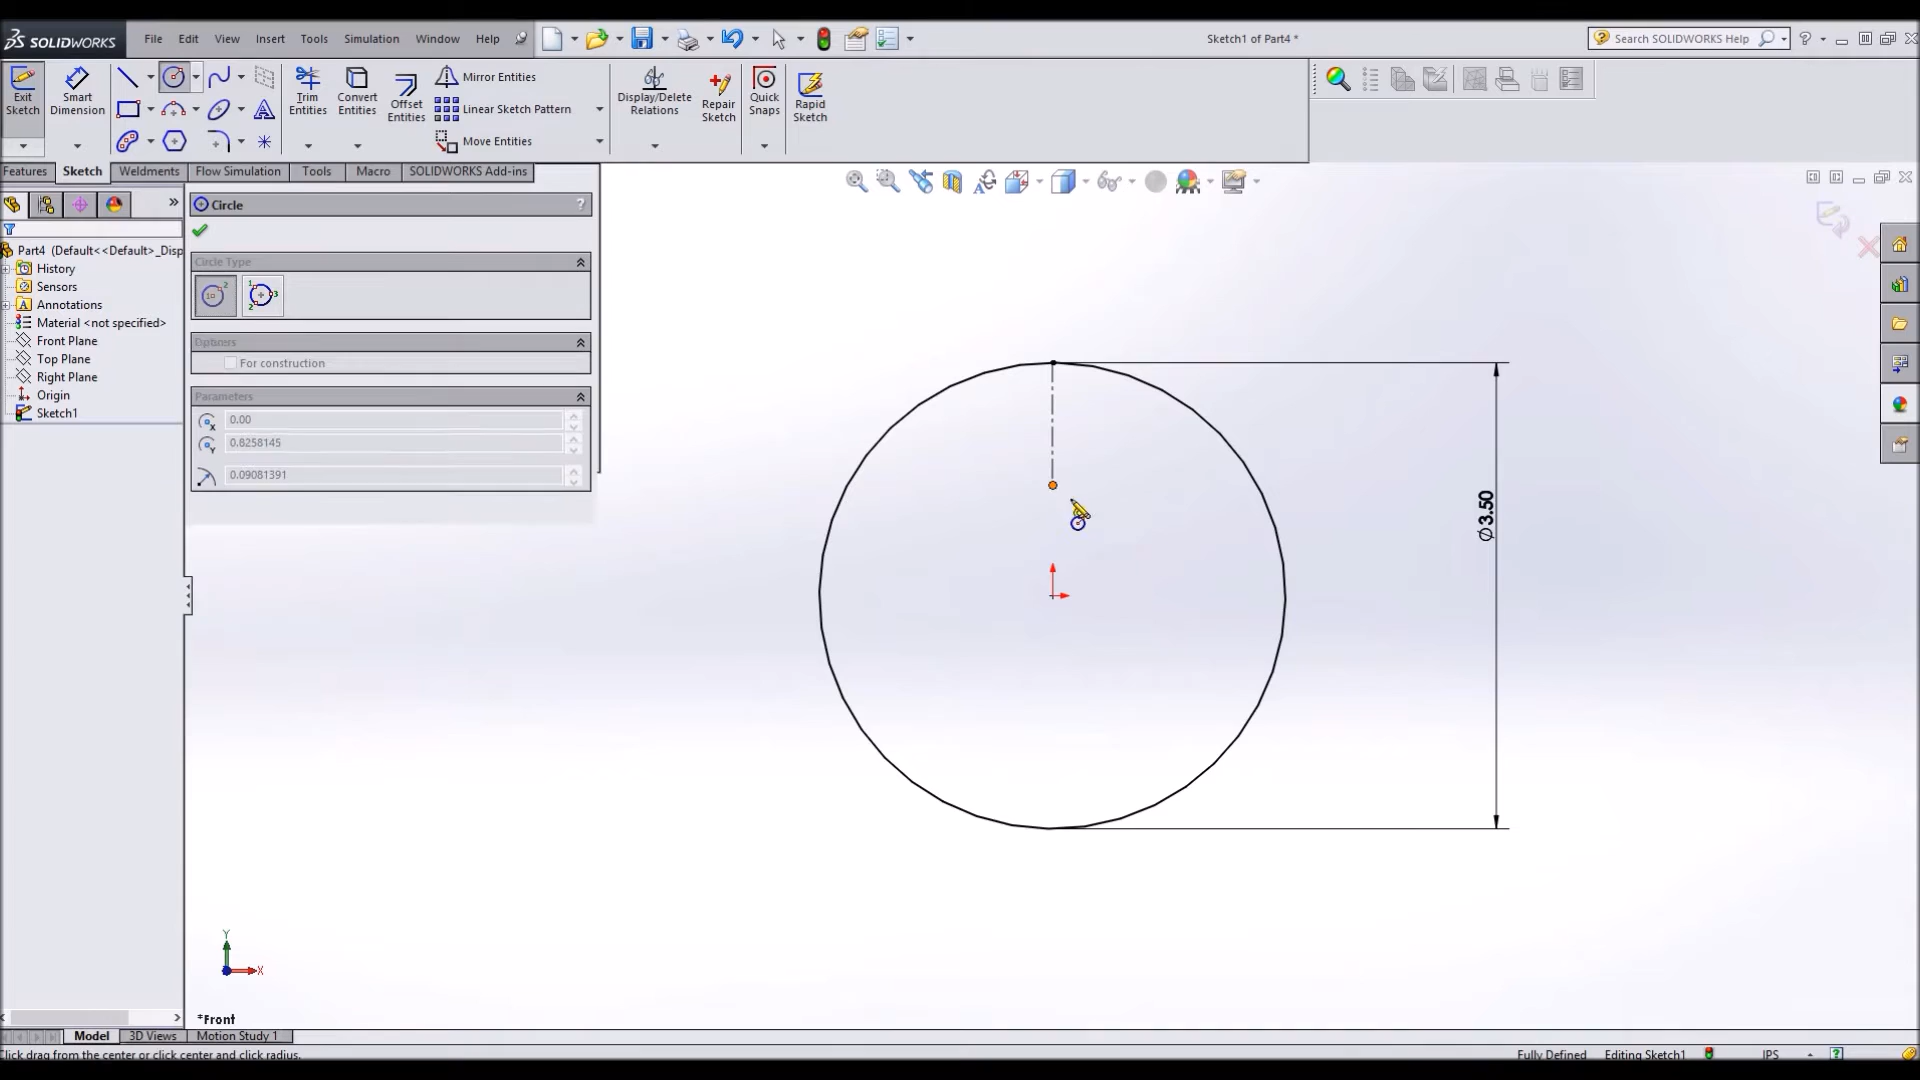 SOLIDWORKS File Edit View Insert Tools Simulation Window Help Sketch1 of Part4 * Search SOLIDWORKS Help
Exit Sketch
Smart Dimension
Trim Entities
Convert Entities
Offset Entities
Mirror Entities
Linear Sketch Pattern
Move Entities
Display/Delete Relations
Repair Sketch
Quick Snaps
Rapid Sketch
Features Sketch Weldments Flow Simulation Tools Macro SOLIDWORKS Add-ins
Circle ?
Part4 (Default<<Default>_Disp
History
Sensors
Annotations
Material <not specified>
Front Plane
Top Plane
Right Plane
Origin
Sketch1
Circle Type
Options
For construction
Parameters
0.00
0.8258145
0.09081391
∅3.50
Y
X
*Front
Model 3D Views Motion Study 1
Click drag from the center or click center and click radius. Fully Defined Editing Sketch1 IPS